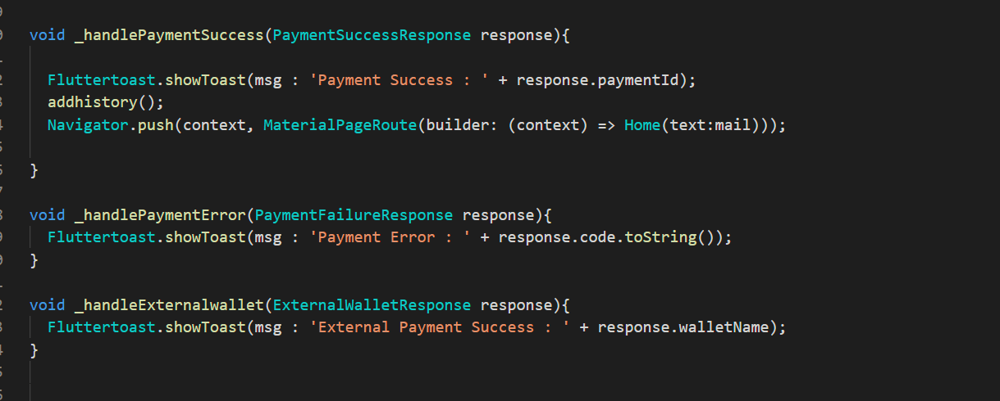 void _handlePaymentSuccess(PaymentSuccessResponse response){
Fluttertoast.showToast(msg : 'Payment Success : ' + response.paymentId);
addhistory();
Navigator.push(context, MaterialPageRoute(builder: (context) => Home(text:mail)));
}
void _handlePaymentError(PaymentFailureResponse response){
Fluttertoast.showToast(msg : 'Payment Error : ' + response.code.toString());
}
void _handleExternalwallet(ExternalWalletResponse response){
Fluttertoast.showToast(msg : 'External Payment Success : ' + response.walletName);
}